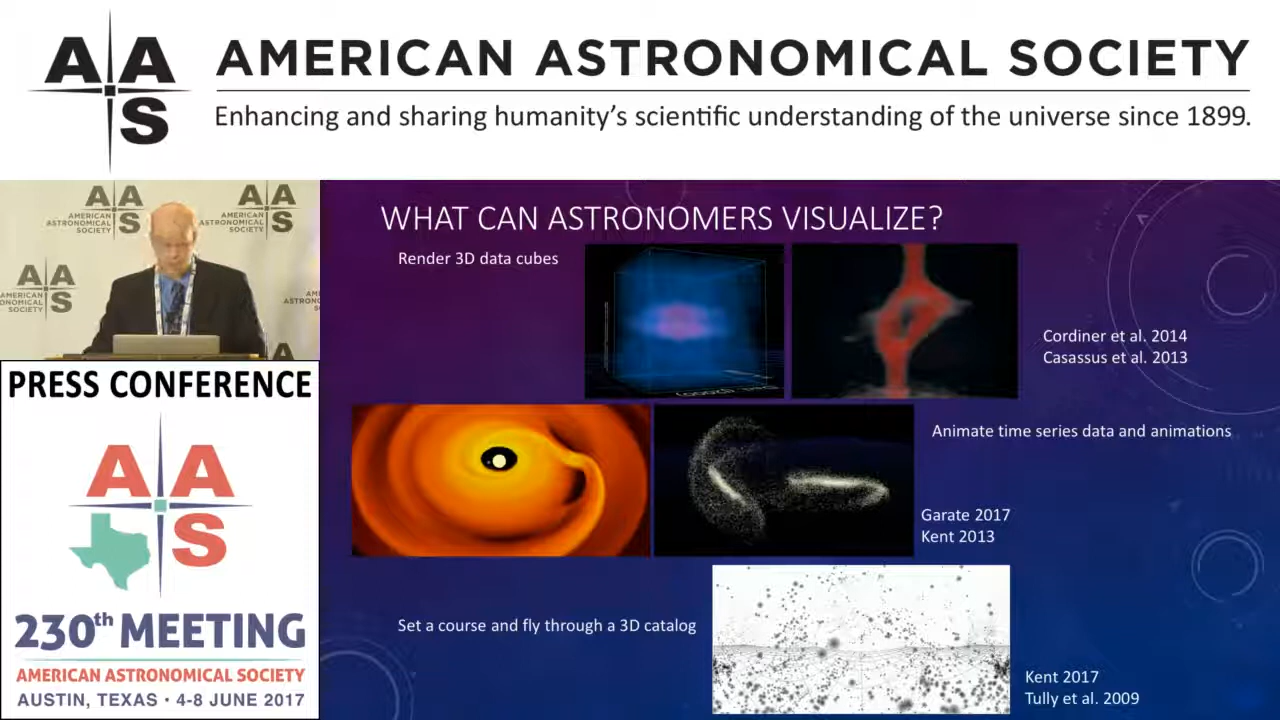 AAS
AMERICAN ASTRONOMICAL SOCIETY
Enhancing and sharing humanity's scientific understanding of the universe since 1899.
AAS
AMERICAN
ASTRONOMICAL
SOCIETY
AAS
AMERICAN
ASTRONOMICAL
SOCIETY
AAS
AMERICAN
SOCIETY
PRESS CONFERENCE
AAS
230th MEETING
AMERICAN ASTRONOMICAL SOCIETY
AUSTIN, TEXAS · 4-8 JUNE 2017
WHAT CAN ASTRONOMERS VISUALIZE?
Render 3D data cubes
Cordiner et al. 2014
Casassus et al. 2013
Animate time series data and animations
Garate 2017
Kent 2013
Set a course and fly through a 3D catalog
Kent 2017
Tully et al. 2009